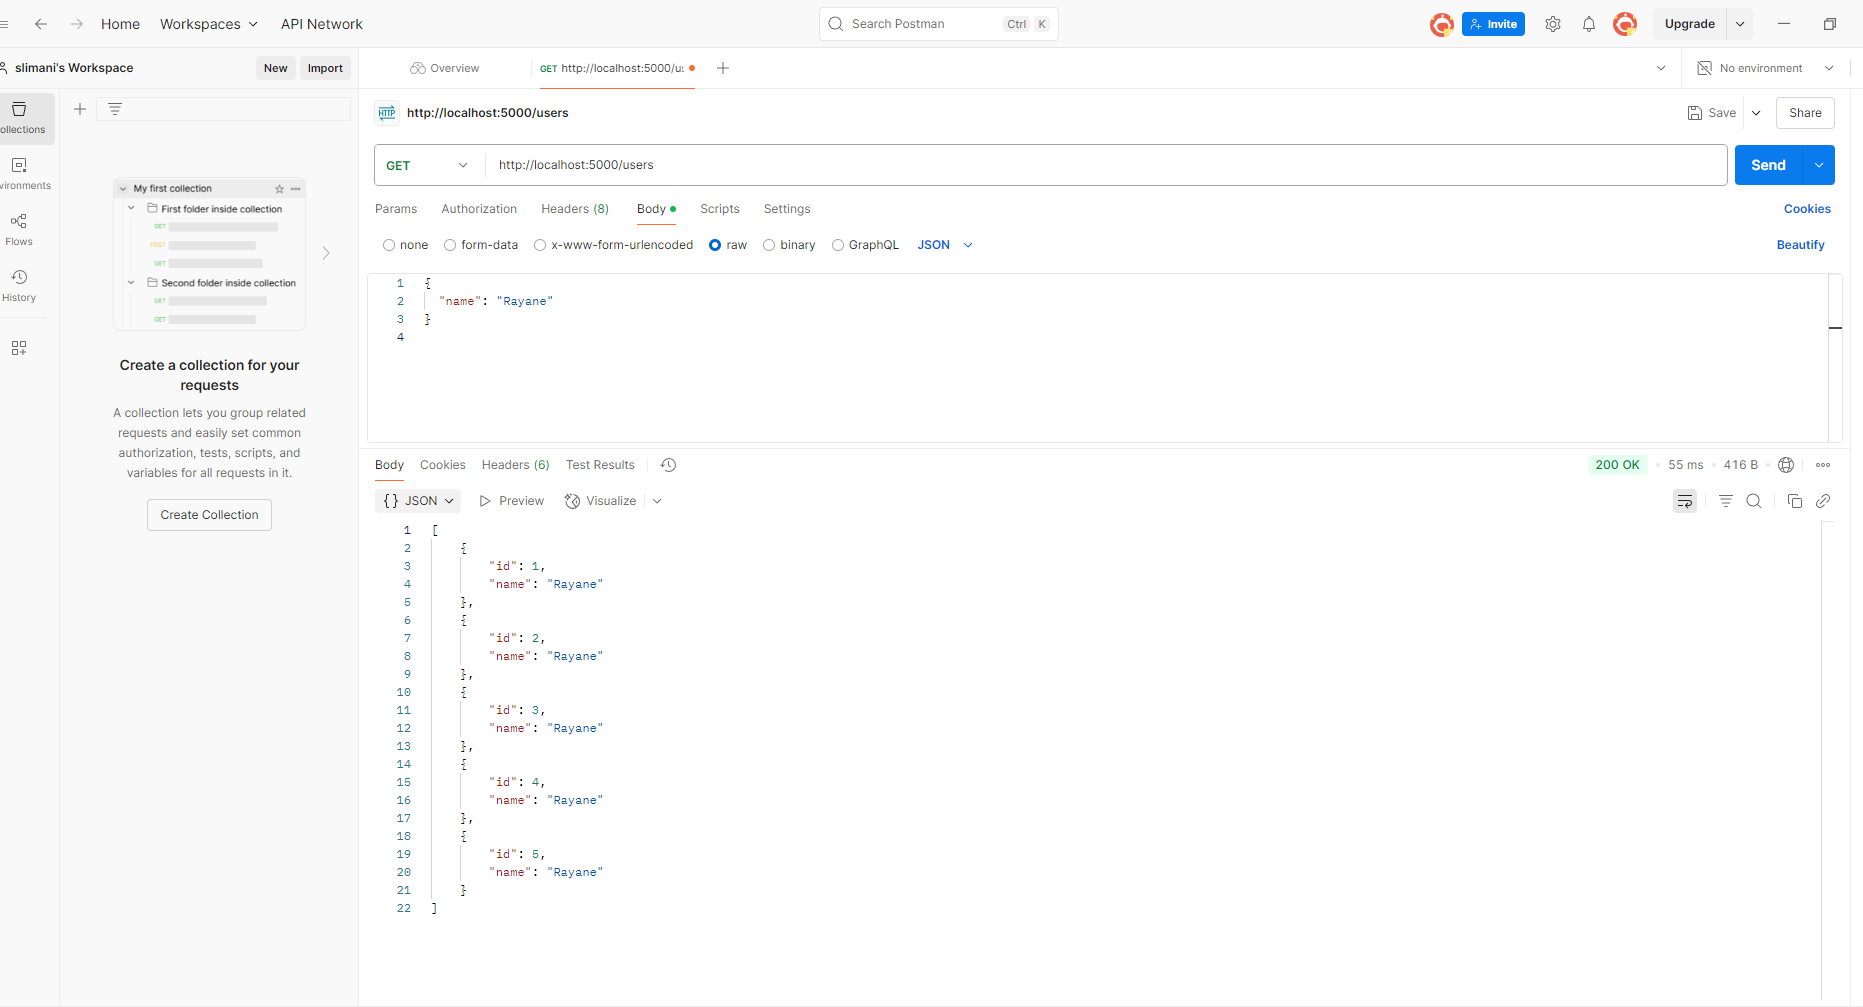 Home Workspaces API Network Search Postman Ctrl K Invite Upgrade
slimani's Workspace New Import Overview GET http://localhost:5000/us No environment
ollections
vironments
Flows
History
My first collection
First folder inside collection
GET
POST
GET
Second folder inside collection
GET
GET
Create a collection for your
requests
A collection lets you group related
requests and easily set common
authorization, tests, scripts, and
variables for all requests in it.
Create Collection
HTTP http://localhost:5000/users Save Share
GET http://localhost:5000/users Send
Params Authorization Headers (8) Body Scripts Settings Cookies
none form-data x-www-form-urlencoded raw binary GraphQL JSON Beautify
1 {
2 "name": "Rayane"
3 }
4
Body Cookies Headers (6) Test Results 200 OK 55 ms 416 B
{} JSON Preview Visualize
1 [
2 {
3 "id": 1,
4 "name": "Rayane"
5 },
6 {
7 "id": 2,
8 "name": "Rayane"
9 },
10 {
11 "id": 3,
12 "name": "Rayane"
13 },
14 {
15 "id": 4,
16 "name": "Rayane"
17 },
18 {
19 "id": 5,
20 "name": "Rayane"
21 }
22 ]